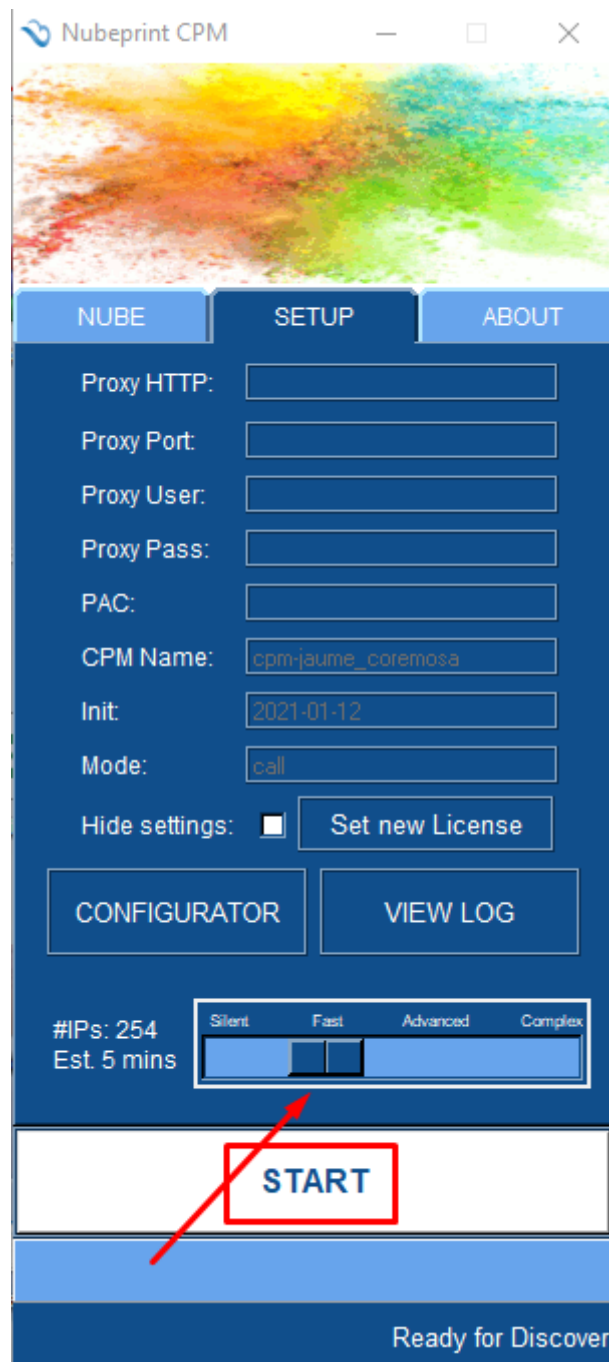 Nubeprint CPM
NUBE SETUP ABOUT
Proxy HTTP:
Proxy Port:
Proxy User:
Proxy Pass:
PAC:
CPM Name: cpm-jaume_coremosa
Init: 2021-01-12
Mode: call
Hide settings: Set new License
CONFIGURATOR VIEW LOG
Silent Fast Advanced Complex
#IPs: 254
Est. 5 mins
START
Ready for Discover